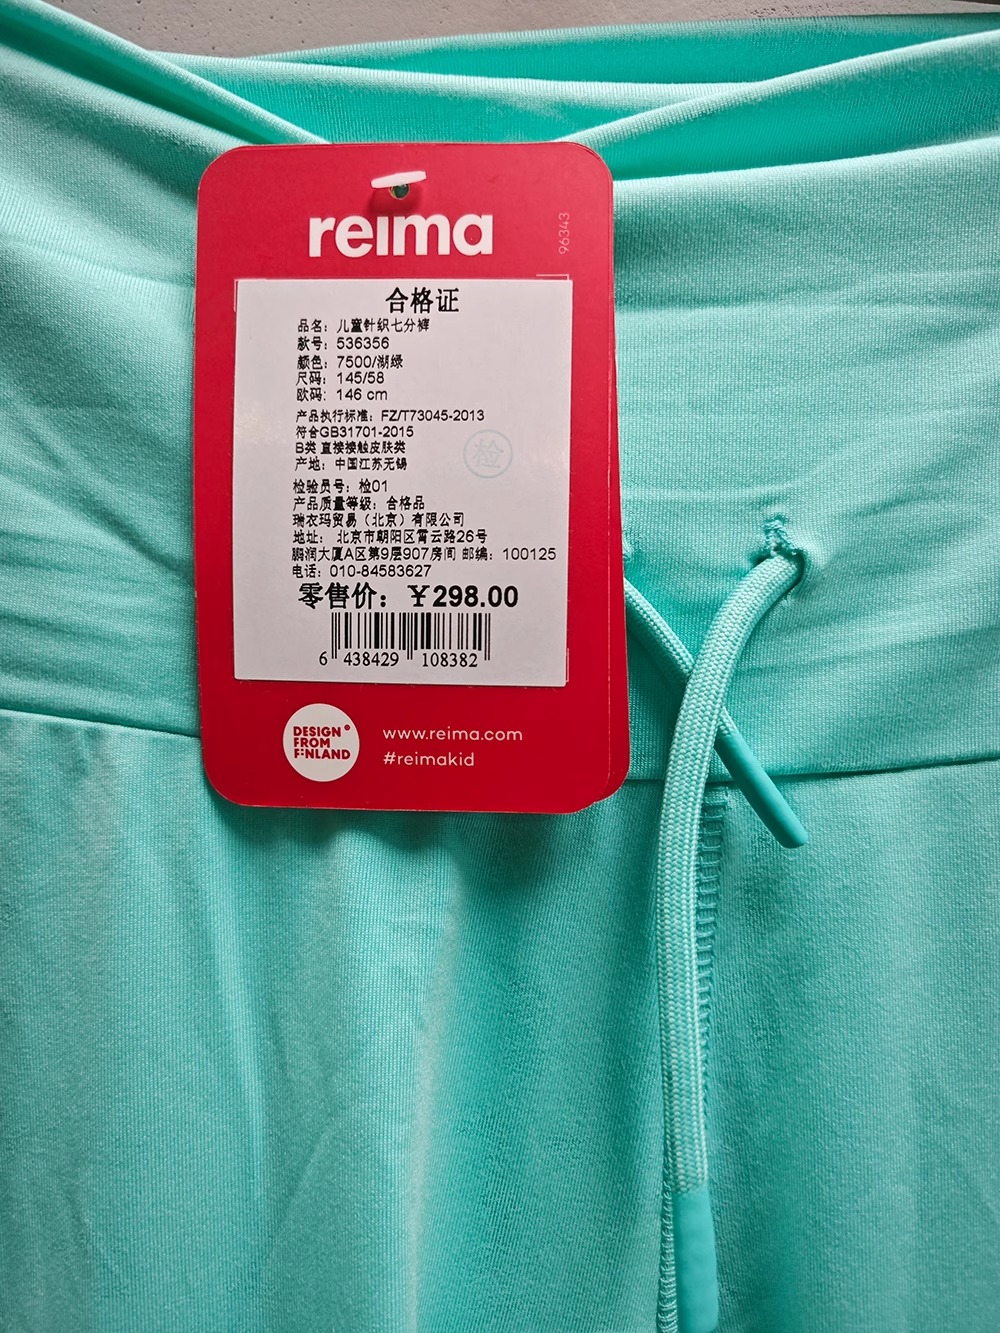 reima
96343
合格证
品名：儿童针织七分裤
款号：536356
颜色：7500/湖绿
尺码：145/58
欧码：146 cm
产品执行标准：FZ/T73045-2013
符合GB31701-2015
B类 直接接触皮肤类
产地：中国江苏无锡
检
检验员号：检01
产品质量等级：合格品
瑞衣玛贸易（北京）有限公司
地址： 北京市朝阳区霄云路26号
鹏润大厦A区第9层907房间 邮编：100125
电话：010-84583627
零售价：￥298.00
6 438429 108382
DESIGN®
FROM
FINLAND
www.reima.com
#reimakid